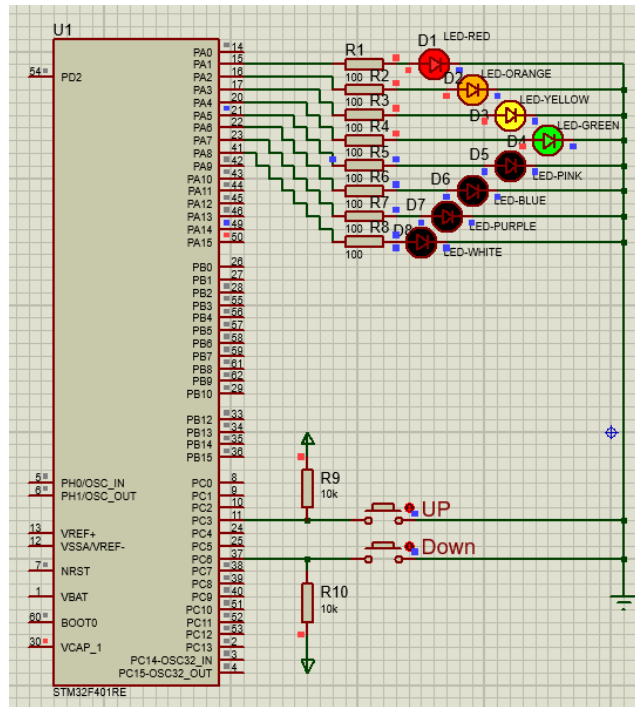 U1
PD2 54
PA0 14
PA1 15
PA2 16
PA3 17
PA4 20
PA5 21
PA6 22
PA7 23
PA8 41
PA9 42
PA10 43
PA11 44
PA12 45
PA13 46
PA14 49
PA15 50
PB0 26
PB1 27
PB2 28
PB3 55
PB4 56
PB5 57
PB6 58
PB7 59
PB8 61
PB9 62
PB10 29
PB12 33
PB13 34
PB14 35
PB15 36
5 PH0/OSC_IN
6 PH1/OSC_OUT
13 VREF+
12 VSSA/VREF-
7 NRST
1 VBAT
60 BOOT0
30 VCAP_1
PC0 8
PC1 9
PC2 10
PC3 11
PC4 24
PC5 25
PC6 37
PC7 38
PC8 39
PC9 40
PC10 51
PC11 52
PC12 53
PC13 2
PC14-OSC32_IN 3
PC15-OSC32_OUT 4
STM32F401RE
R1
100
R2
100
R3
100
R4
100
R5
100
R6
100
R7
100
R8
100
D1
LED-RED
D2
LED-ORANGE
D3
LED-YELLOW
D4
LED-GREEN
D5
LED-PINK
D6
LED-BLUE
D7
LED-PURPLE
D8
LED-WHITE
R9
10k
UP
Down
R10
10k